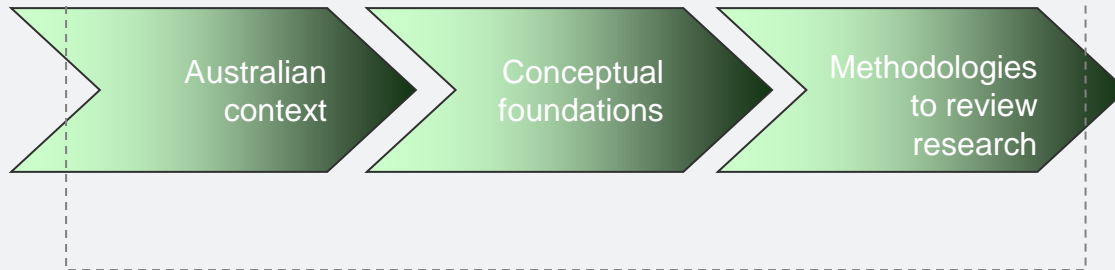 Australian
context
Conceptual
foundations
Methodologies
to review
research